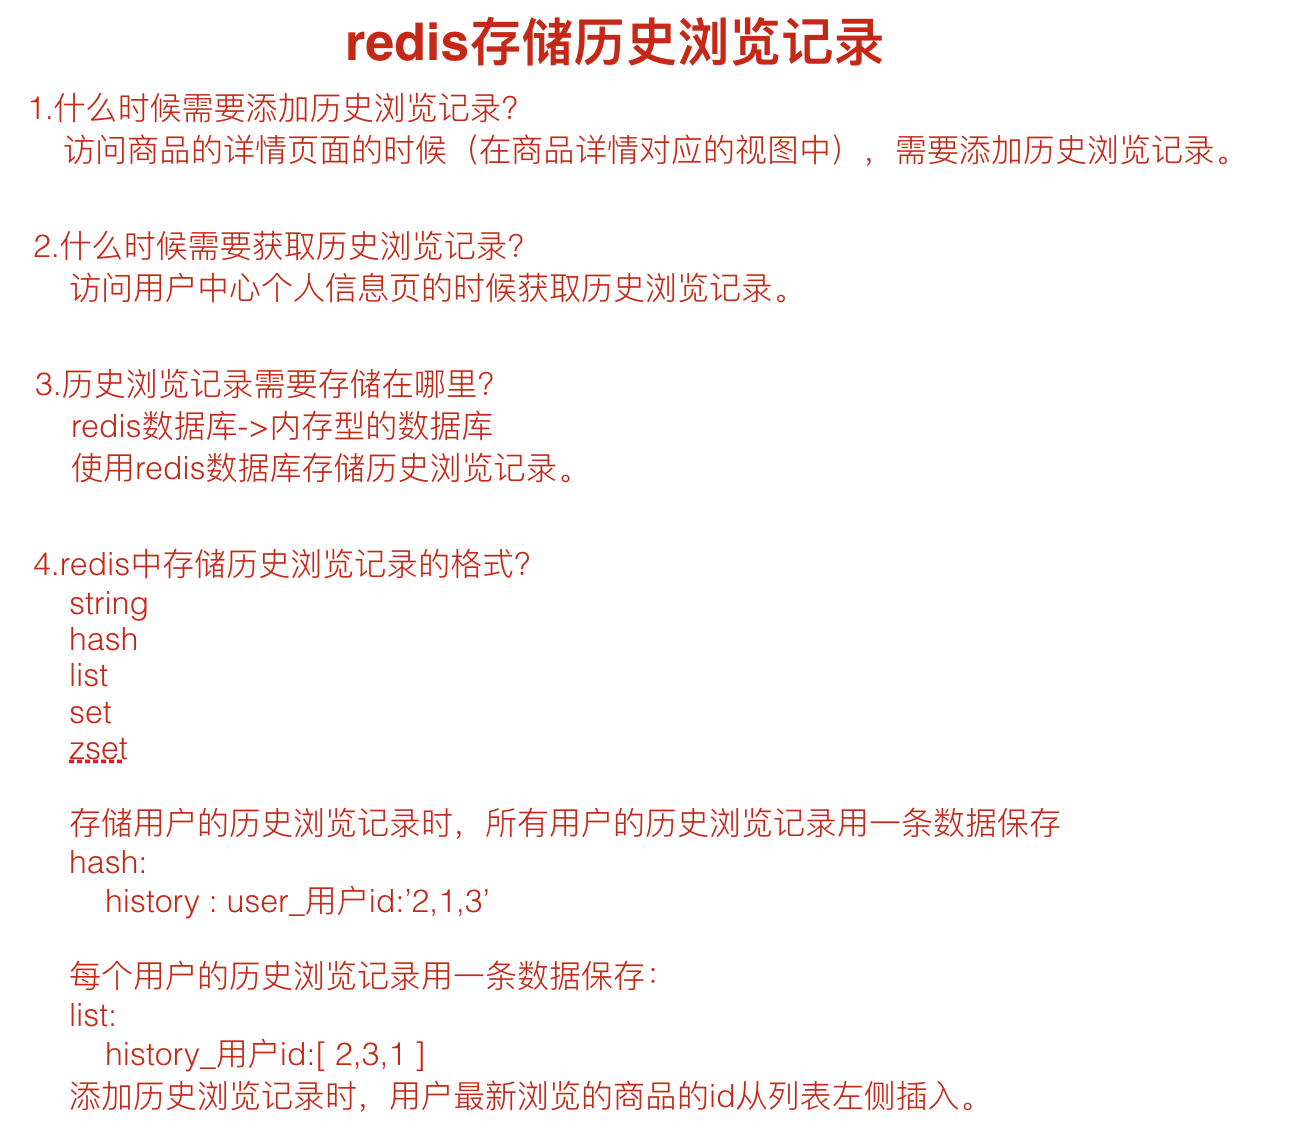 redis存储历史浏览记录
1.什么时候需要添加历史浏览记录?
访问商品的详情页面的时候（在商品详情对应的视图中），需要添加历史浏览记录。
2.什么时候需要获取历史浏览记录?
访问用户中心个人信息页的时候获取历史浏览记录。
3.历史浏览记录需要存储在哪里?
redis数据库->内存型的数据库
使用redis数据库存储历史浏览记录。
4.redis中存储历史浏览记录的格式?
string
hash
list
set
zset
存储用户的历史浏览记录时，所有用户的历史浏览记录用一条数据保存
hash:
history : user_用户id:’2,1,3’
每个用户的历史浏览记录用一条数据保存：
list:
history_用户id:[ 2,3,1 ]
添加历史浏览记录时，用户最新浏览的商品的id从列表左侧插入。